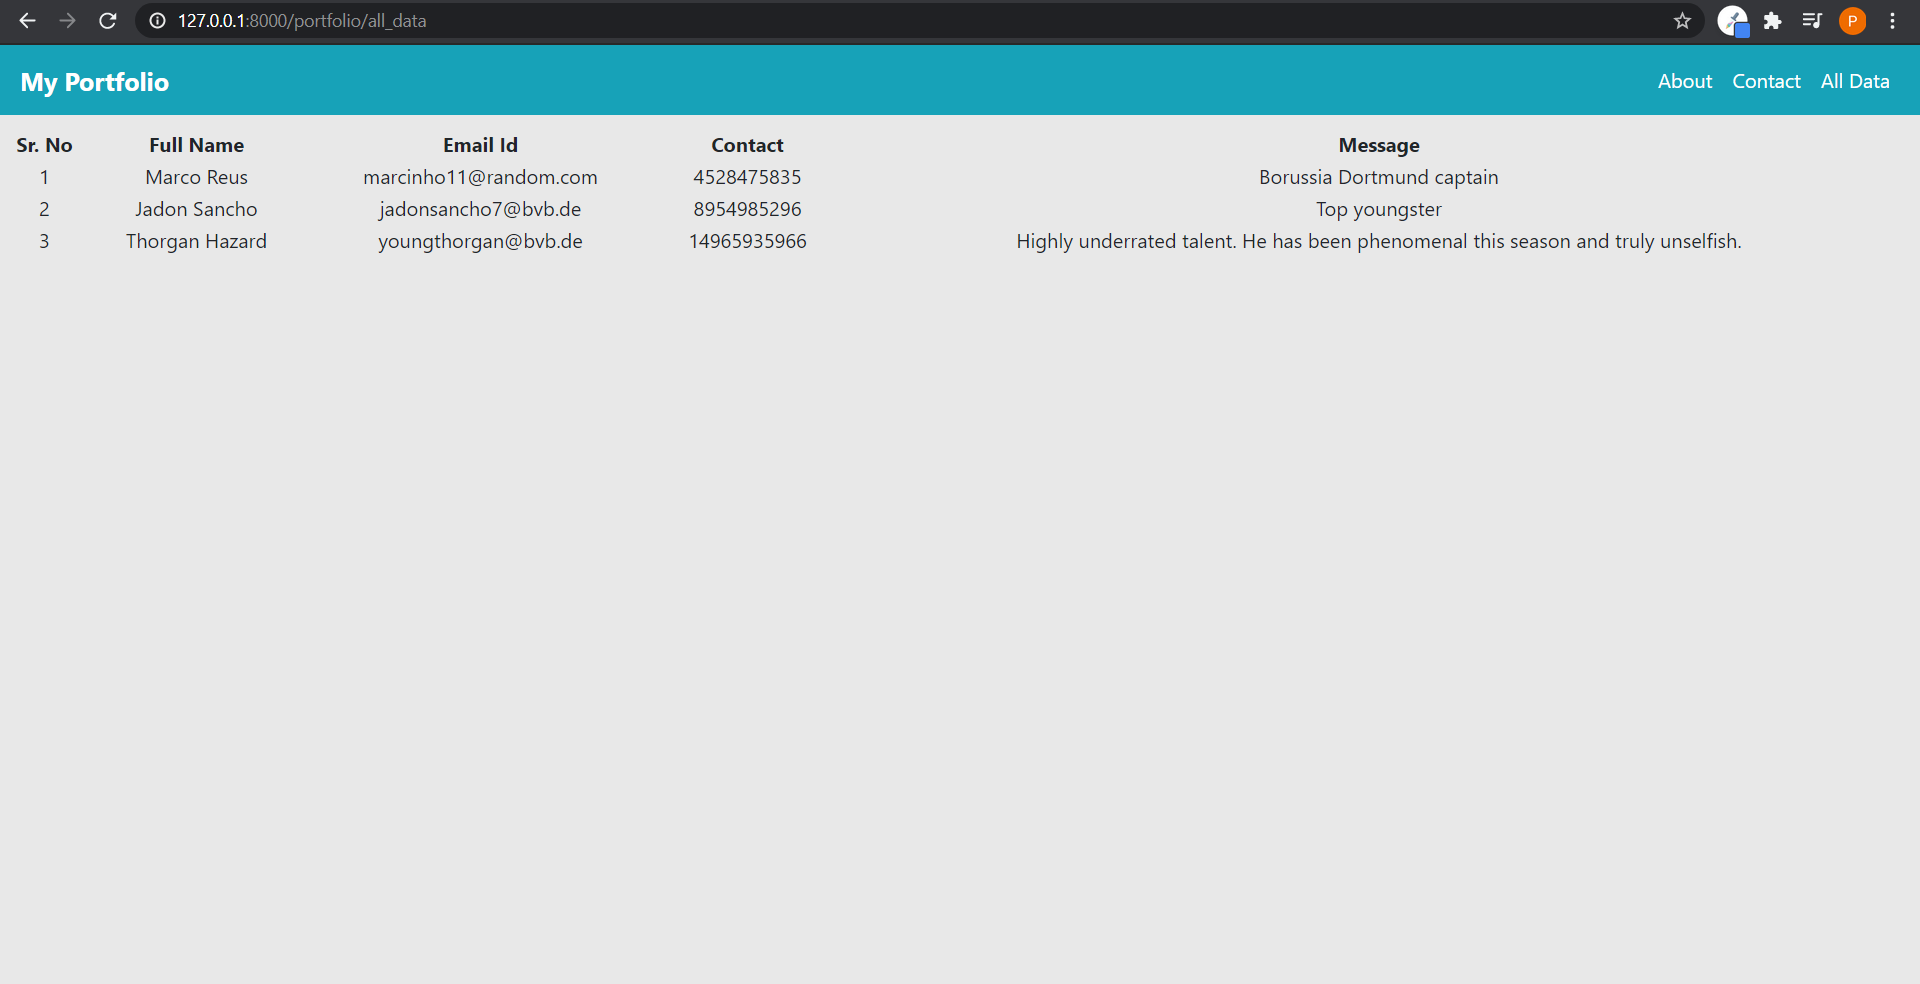 127.0.0.1:8000/portfolio/all_data
P
My Portfolio About Contact All Data
Sr. No Full Name Email Id Contact Message
1 Marco Reus marcinho11@random.com 4528475835 Borussia Dortmund captain
2 Jadon Sancho jadonsancho7@bvb.de 8954985296 Top youngster
3 Thorgan Hazard youngthorgan@bvb.de 14965935966 Highly underrated talent. He has been phenomenal this season and truly unselfish.